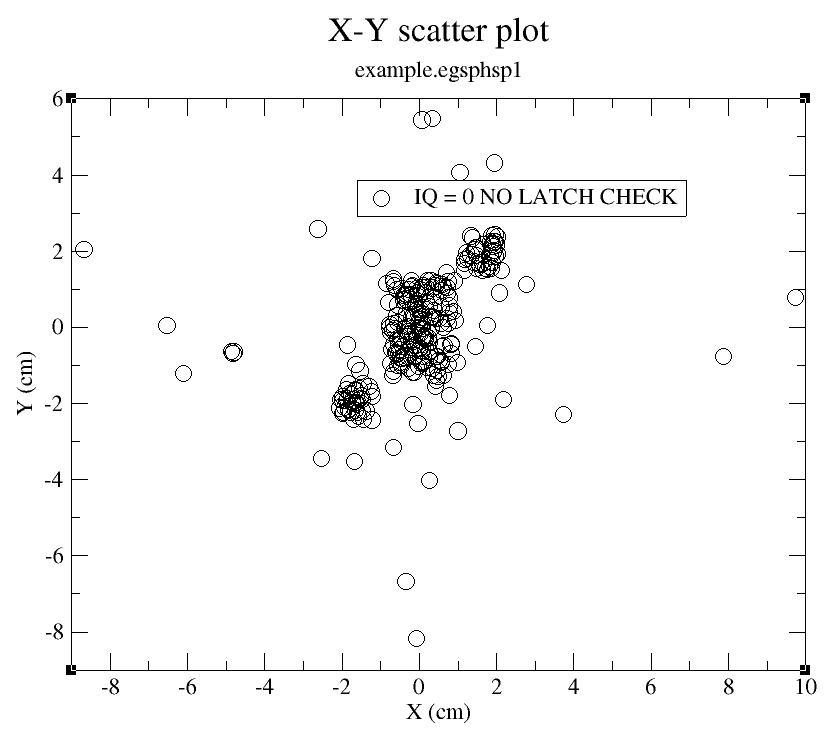 X-Y scatter plot
example.egsphsp1
6
4
IQ = 0 NO LATCH CHECK
2
0
-2
-4
-6
-8
Y (cm)
-8 -6 -4 -2 0 2 4 6 8 10
X (cm)